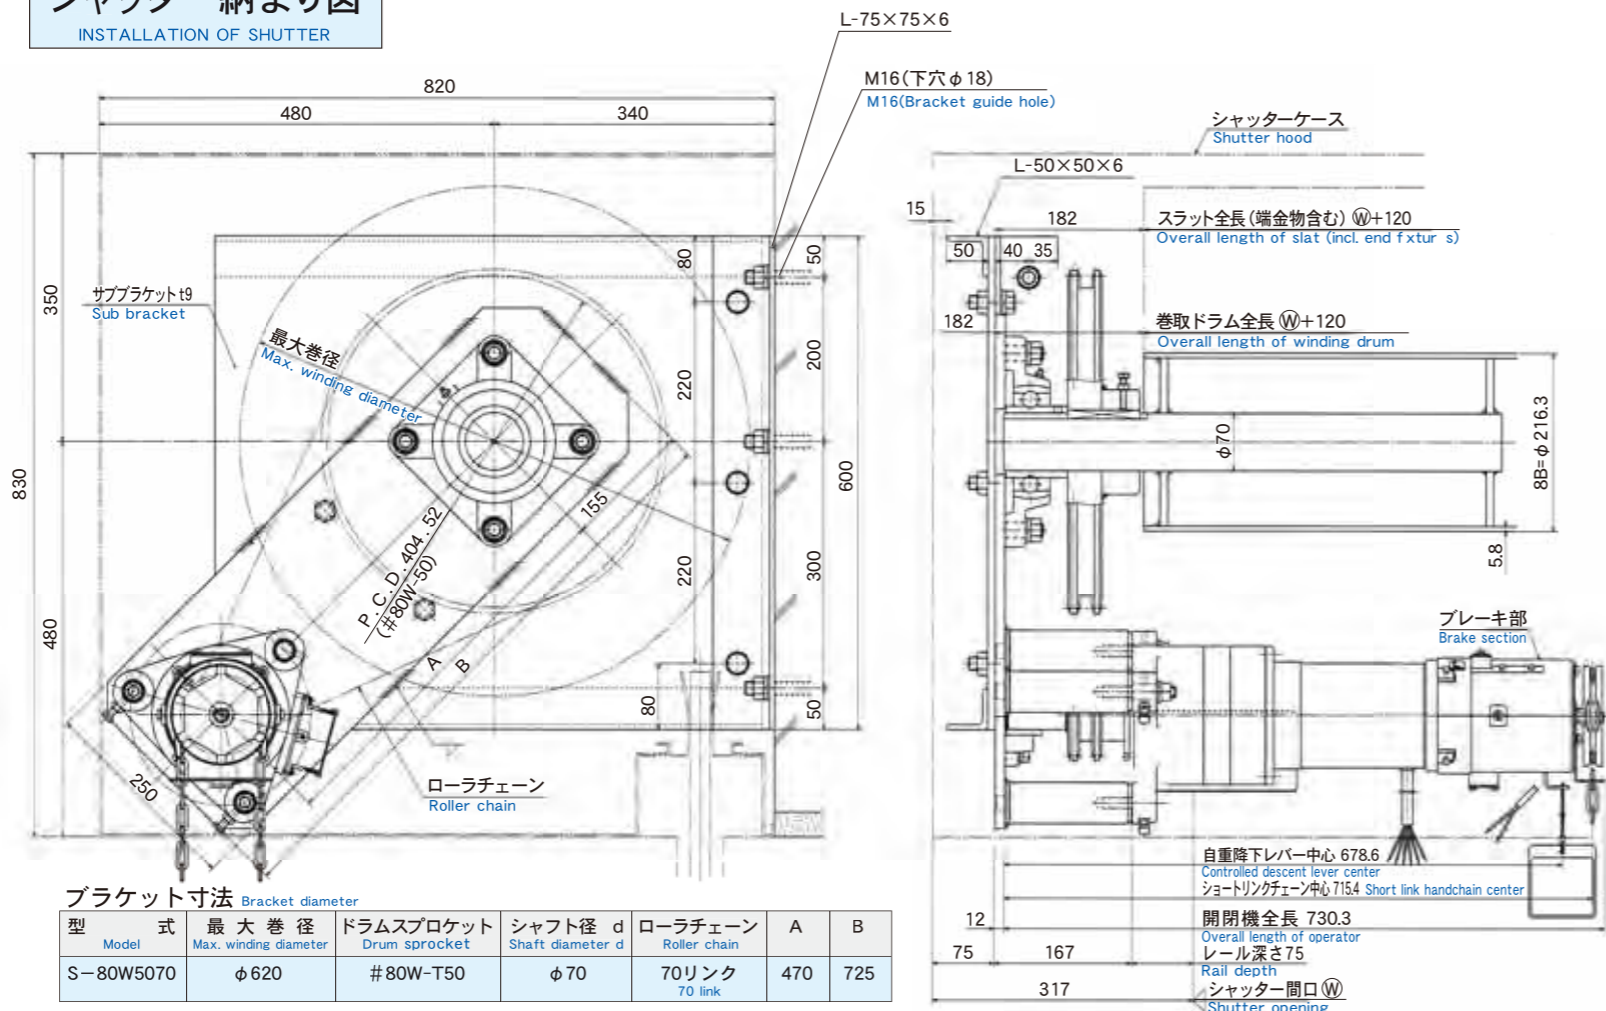 シャッター納まり図
INSTALLATION OF SHUTTER
L-75×75×6
M16(下穴φ18)
M16(Bracket guide hole)
820
480
340
シャッターケース
Shutter hood
L-50×50×6
15
182
スラット全長(端金物含む) Ⓦ+120
Overall length of slat (incl. end f xtur s)
50
40
35
80
50
サブブラケット t9
Sub bracket
350
最大巻径
Max. winding diameter
182
巻取ドラム全長 Ⓦ+120
Overall length of winding drum
220
200
φ70
8B=φ216.3
830
600
155
P.C.D.404.52
(#80W-50)
220
300
5.8
480
A
B
80
50
ブレーキ部
Brake section
250
ローラチェーン
Roller chain
自重降下レバー中心 678.6
Controlled descent lever center
ショートリンクチェーン中心 715.4 Short link handchain center
12
開閉機全長 730.3
Overall length of operator
75
167
レール深さ75
Rail depth
317
シャッター間口Ⓦ
Shutter opening
ブラケット寸法 Bracket diameter
型 式 最大巻径 ドラムスプロケット シャフト径 d ローラチェーン A B
Model Max. winding diameter Drum sprocket Shaft diameter d Roller chain
S-80W5070 φ620 #80W-T50 φ70 70リンク 470 725
70 link